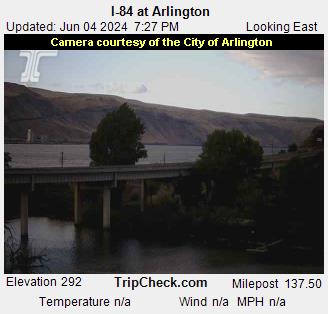 I-84 at Arlington
Updated: Jun 04 2024 7:27 PM Looking East
Camera courtesy of the City of Arlington
Elevation 292 TripCheck.com Milepost 137.50
Temperature n/a Wind n/a MPH n/a